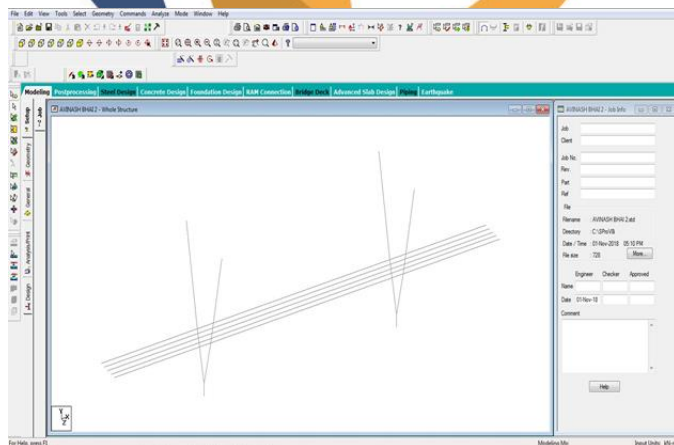 File Edit View Tools Select Geometry Commands Analyze Mode Window Help
Modeling Postprocessing Steel Design Concrete Design Foundation Design RAM Connection Bridge Deck Advanced Slab Design Piping Earthquake
Setup
Job
Geometry
General
Analysis/Print
Design
AVINASH BHAI 2 - Whole Structure
AVINASH BHAI 2 - Job Info
Job
Client
Job No.
Rev.
Part
Ref
File
Filename AVINASH BHAI 2.std
Directory C:\SProV8i
Date / Time 01-Nov-2018 05:10 PM
File size 728 More...
Engineer Checker Approved
Name
Date 01-Nov-18
Comment
Help
Y
X
Z
For Help, press F1
Modeling Mo
Input Units: